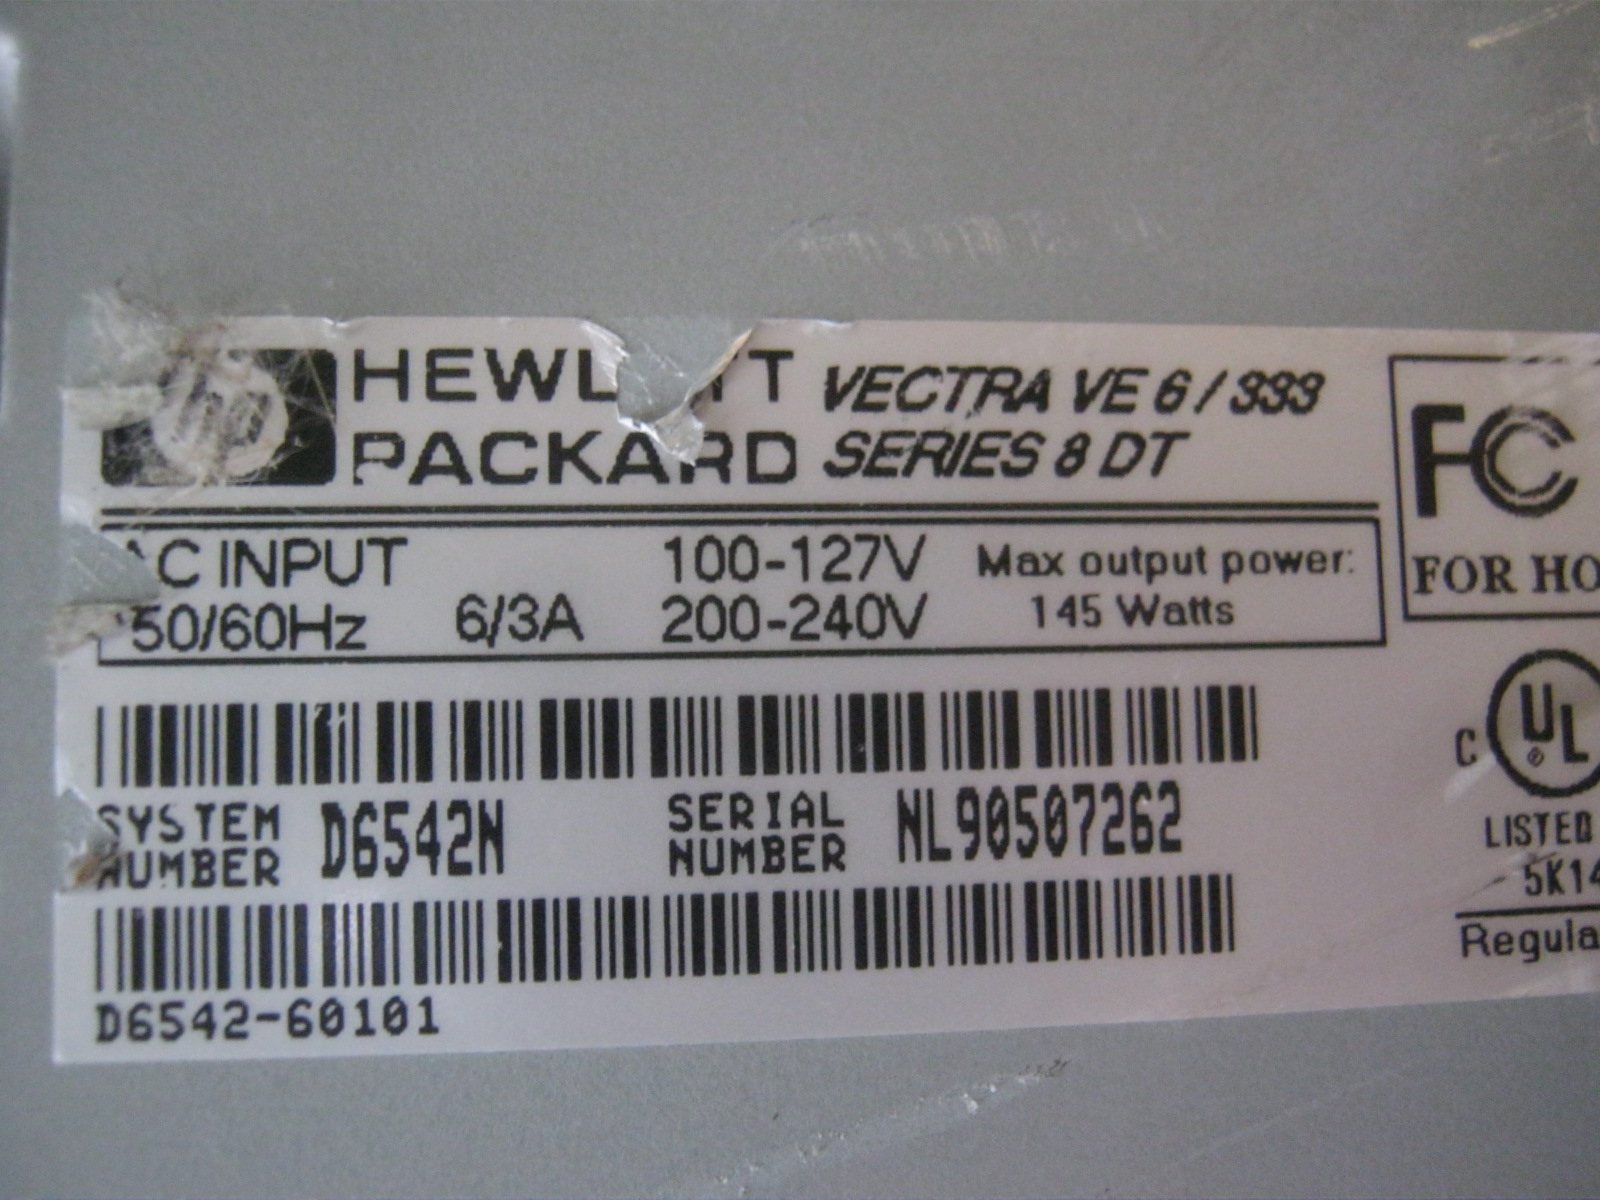 hp HEWL TT
PACKARD
VECTRA VE 6/333
SERIES 8 DT
FC
FOR HO
AC INPUT 100-127V Max output power:
50/60Hz 6/3A 200-240V 145 Watts
C UL
LISTED
5K14
Regula
SYSTEM NUMBER D6542N SERIAL NUMBER NL90507262
D6542-60101